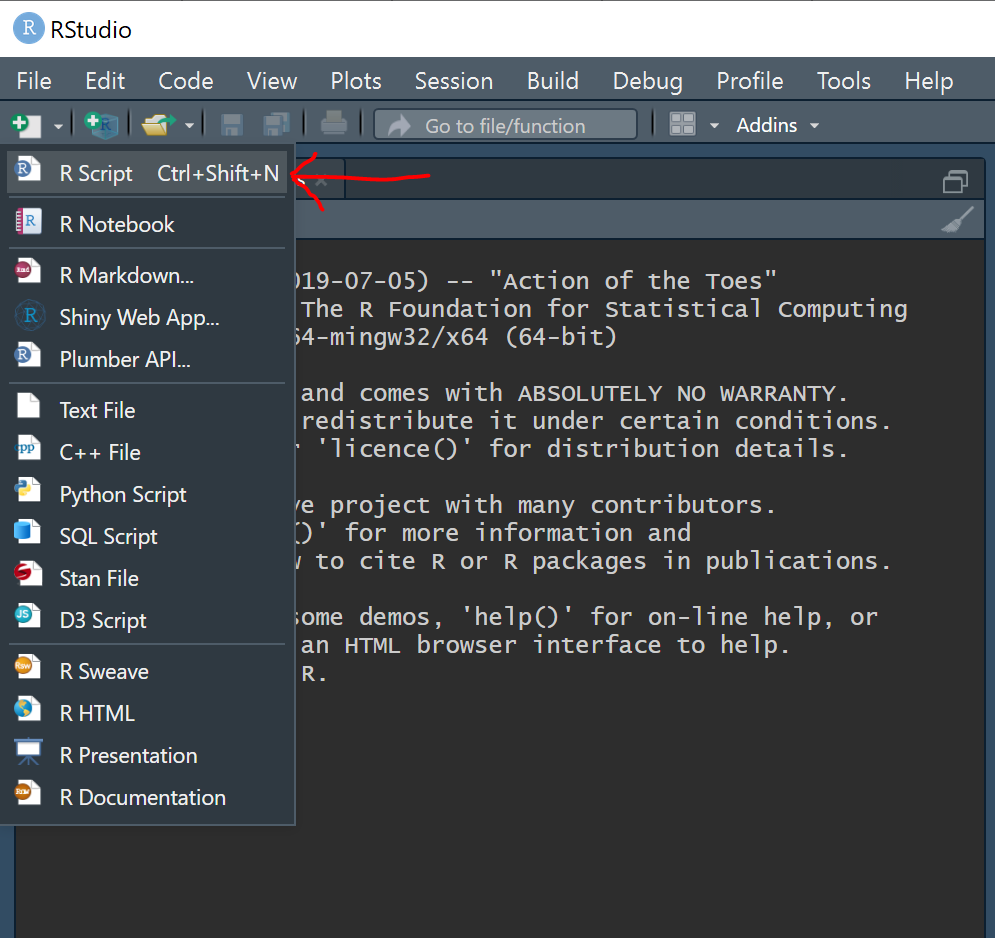 R RStudio
File Edit Code View Plots Session Build Debug Profile Tools Help
R Go to file/function Addins
R R Script Ctrl+Shift+N
R R Notebook
Rmd R Markdown...
R Shiny Web App...
R Plumber API...
Text File
PP C++ File
Python Script
SQL Script
Stan File
JS D3 Script
Rsw R Sweave
R HTML
R Presentation
R Documentation
019-07-05) -- "Action of the Toes"
The R Foundation for Statistical Computing
64-mingw32/x64 (64-bit)
and comes with ABSOLUTELY NO WARRANTY.
redistribute it under certain conditions.
'licence()' for distribution details.
project with many contributors.
()' for more information and
to cite R or R packages in publications.
some demos, 'help()' for on-line help, or
an HTML browser interface to help.
R.